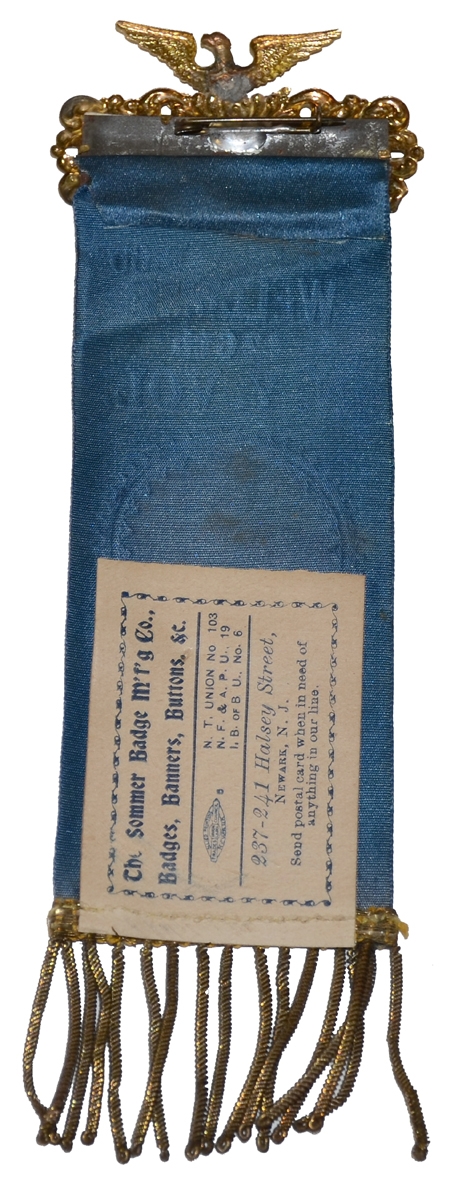 The Sommer Badge M'f'g Co.,
Badges, Banners, Buttons, &c.
N. T. UNION No 103
N. F. & A. P. U., 19
I. B. of B. U., No. 6
8
237-241 Halsey Street,
NEWARK, N. J.
Send postal card when in need of
anything in our line.